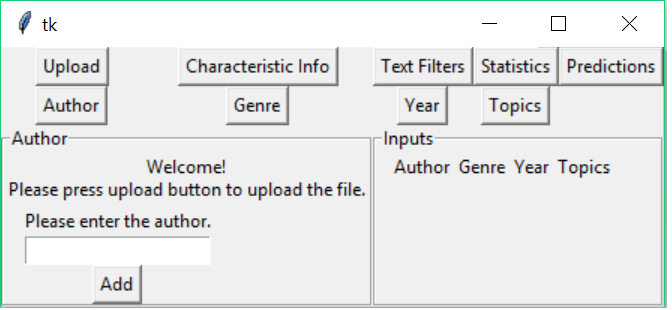 tk
Upload Characteristic Info Text Filters Statistics Predictions
Author Genre Year Topics
Author
Welcome!
Please press upload button to upload the file.
Please enter the author.
Add
Inputs
Author Genre Year Topics